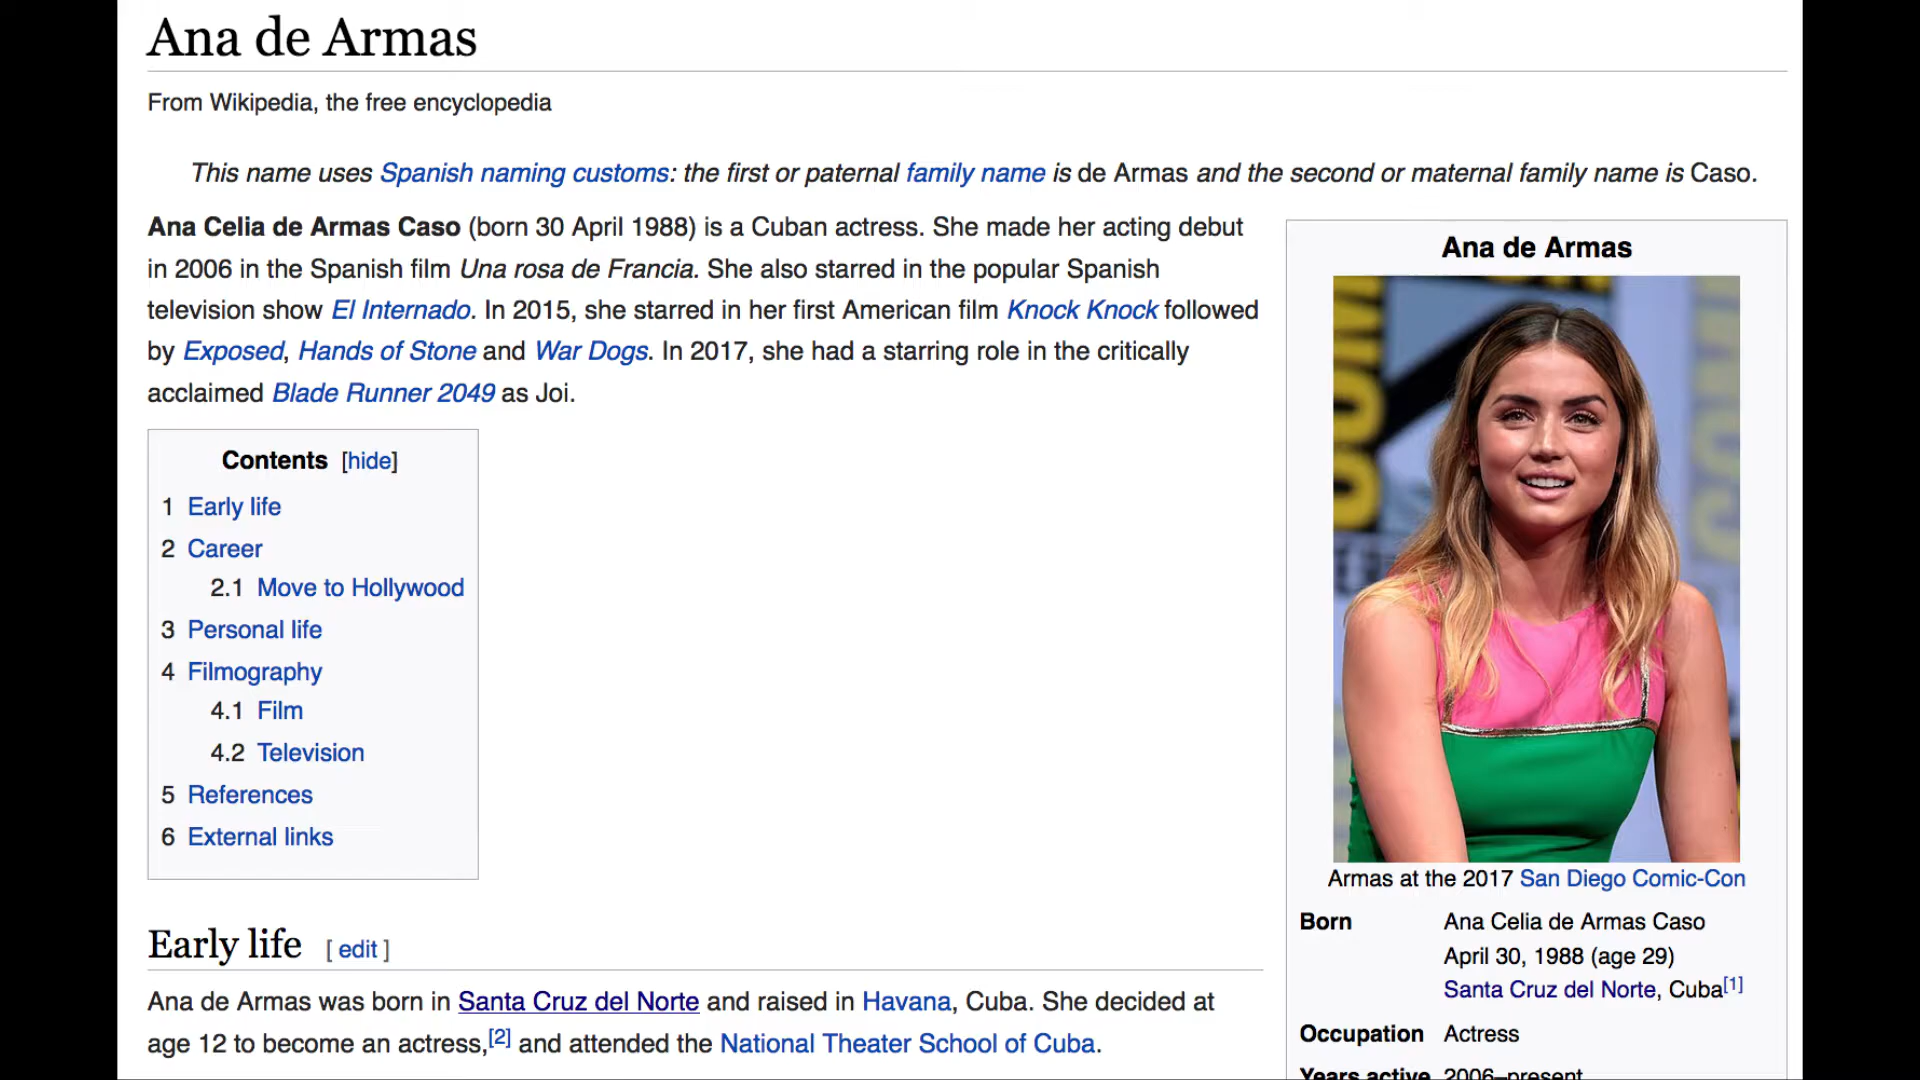 Ana de Armas
From Wikipedia, the free encyclopedia
This name uses Spanish naming customs: the first or paternal family name is de Armas and the second or maternal family name is Caso.
Ana Celia de Armas Caso (born 30 April 1988) is a Cuban actress. She made her acting debut
in 2006 in the Spanish film Una rosa de Francia. She also starred in the popular Spanish
television show El Internado. In 2015, she starred in her first American film Knock Knock followed
by Exposed, Hands of Stone and War Dogs. In 2017, she had a starring role in the critically
acclaimed Blade Runner 2049 as Joi.
Contents [hide]
1 Early life
2 Career
2.1 Move to Hollywood
3 Personal life
4 Filmography
4.1 Film
4.2 Television
5 References
6 External links
Early life [ edit ]
Ana de Armas was born in Santa Cruz del Norte and raised in Havana, Cuba. She decided at
age 12 to become an actress,[2] and attended the National Theater School of Cuba.
Ana de Armas
Armas at the 2017 San Diego Comic-Con
Born Ana Celia de Armas Caso
April 30, 1988 (age 29)
Santa Cruz del Norte, Cuba[1]
Occupation Actress
Years active 2006–present